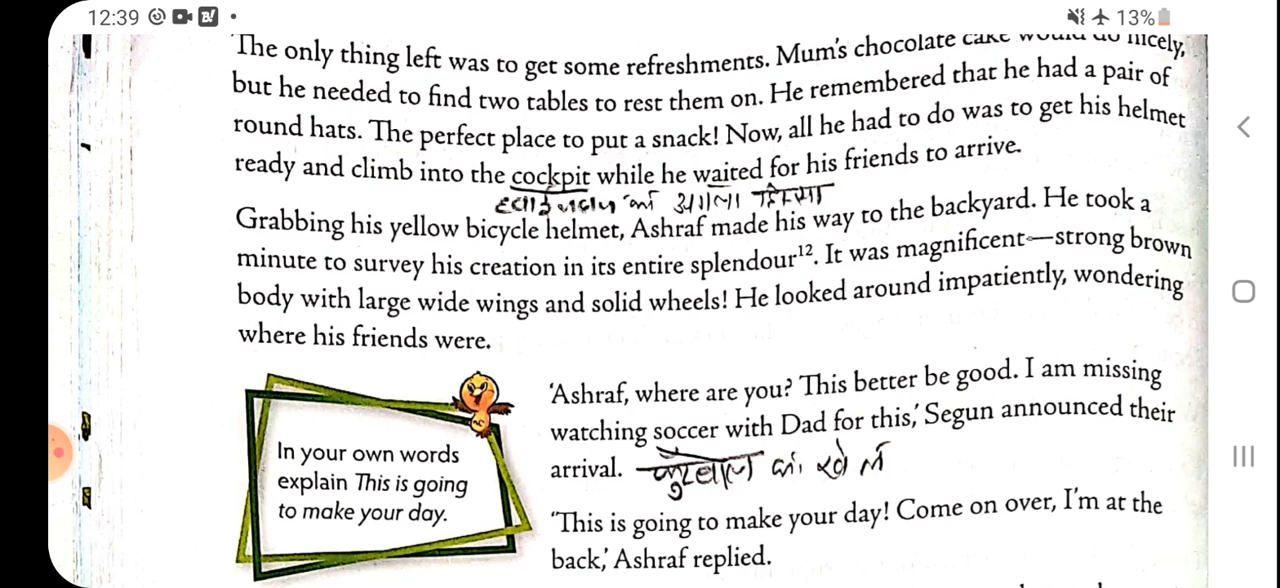 12:39
13%
The only thing left was to get some refreshments. Mum's chocolate cake would do nicely,
but he needed to find two tables to rest them on. He remembered that he had a pair of
round hats. The perfect place to put a snack! Now, all he had to do was to get his helmet
ready and climb into the cockpit while he waited for his friends to arrive.
का अगला हिस्सा
Grabbing his yellow bicycle helmet, Ashraf made his way to the backyard. He took a
minute to survey his creation in its entire splendour¹². It was magnificent—strong brown
body with large wide wings and solid wheels! He looked around impatiently, wondering
where his friends were.
'Ashraf, where are you? This better be good. I am missing
watching soccer with Dad for this,' Segun announced their
arrival.
'This is going to make your day! Come on over, I'm at the
back,' Ashraf replied.
In your own words
explain This is going
to make your day.